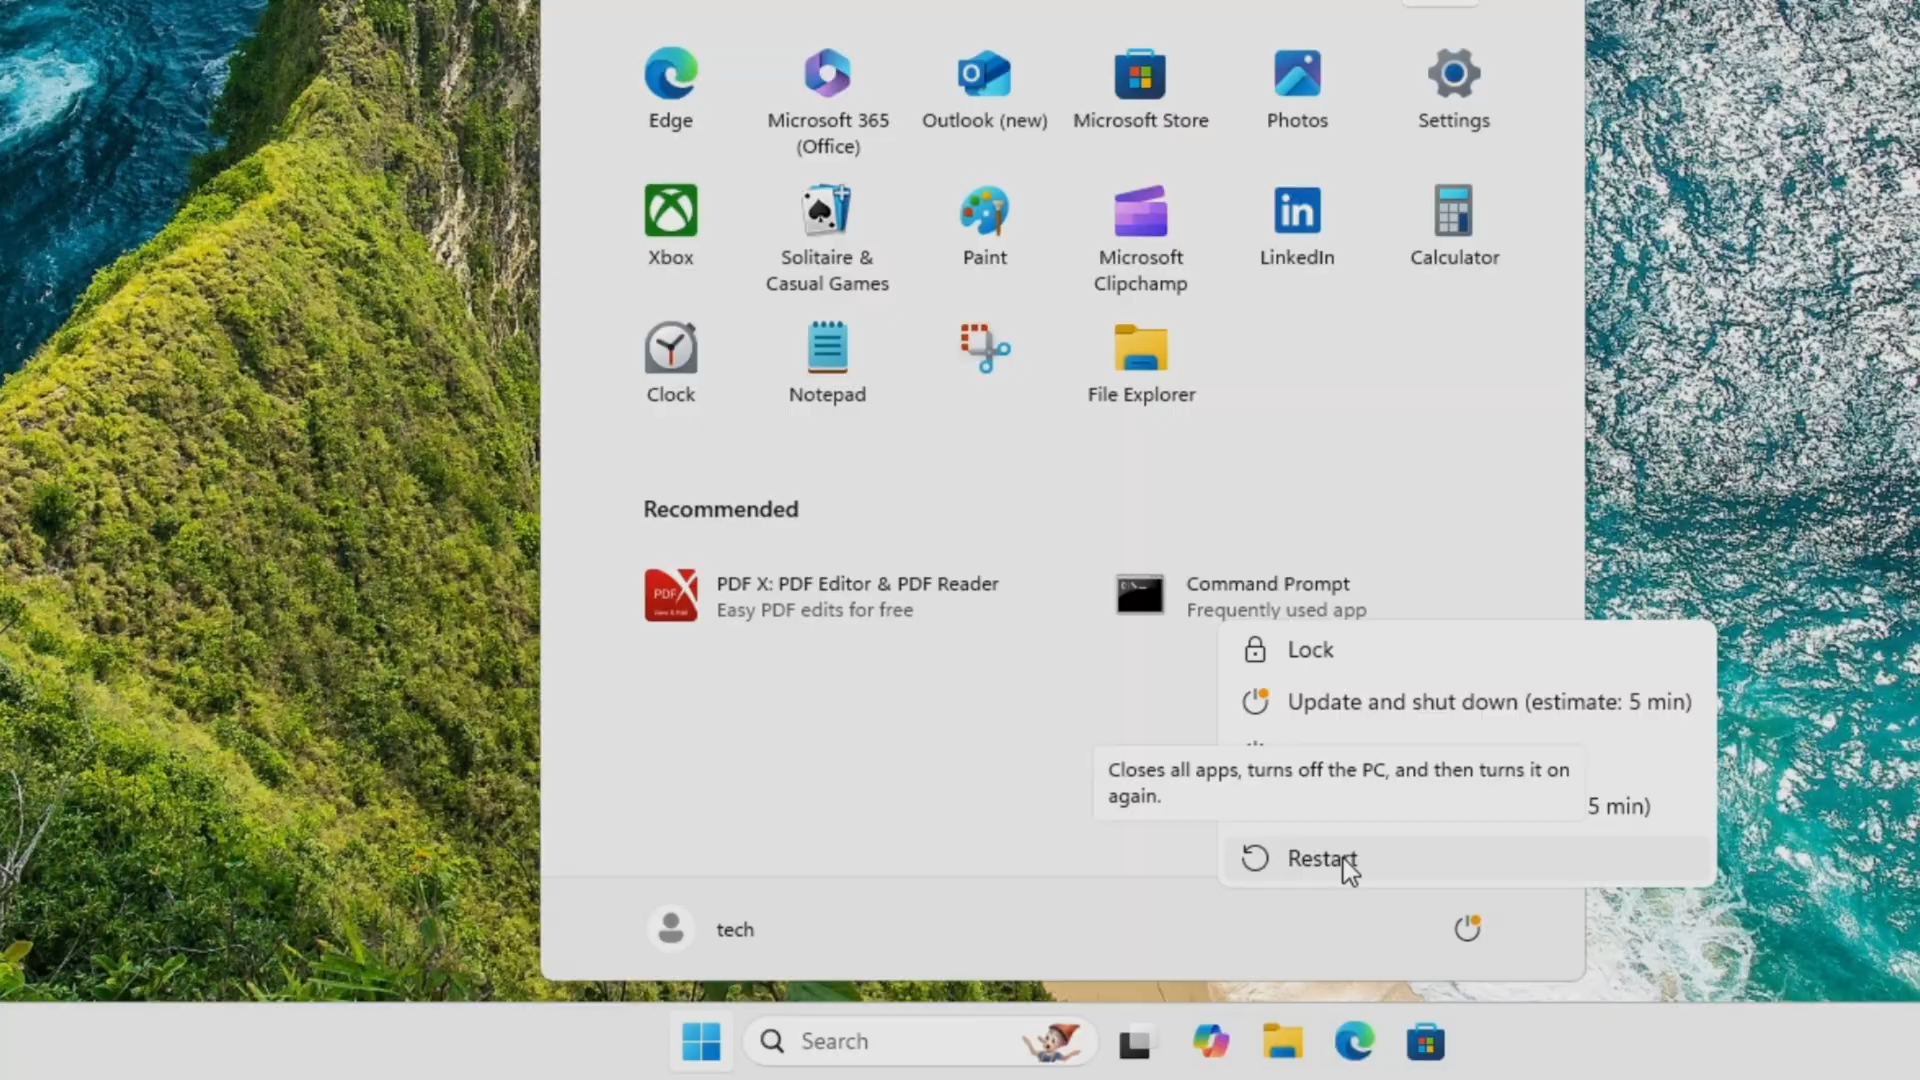 Edge
Microsoft 365
(Office)
Outlook (new)
Microsoft Store
Photos
Settings
Xbox
Solitaire &
Casual Games
Paint
Microsoft
Clipchamp
LinkedIn
Calculator
Clock
Notepad
File Explorer
Recommended
PDF X: PDF Editor & PDF Reader
Easy PDF edits for free
Command Prompt
Frequently used app
Lock
Update and shut down (estimate: 5 min)
Closes all apps, turns off the PC, and then turns it on
again.
5 min)
Restart
tech
Search